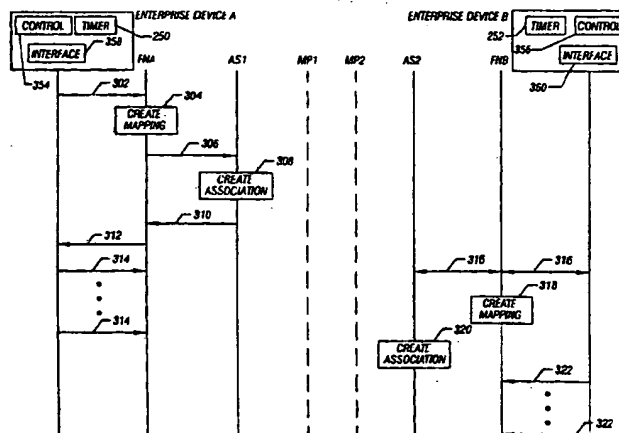 ENTERPRISE DEVICE A
CONTROL
TIMER
250
INTERFACE
358
354
FNA
AS1
MP1
MP2
AS2
FNB
ENTERPRISE DEVICE B
252
TIMER
CONTROL
356
INTERFACE
360
302
304
CREATE
MAPPING
306
308
CREATE
ASSOCIATION
310
312
314
314
316
316
318
CREATE
MAPPING
320
CREATE
ASSOCIATION
322
322